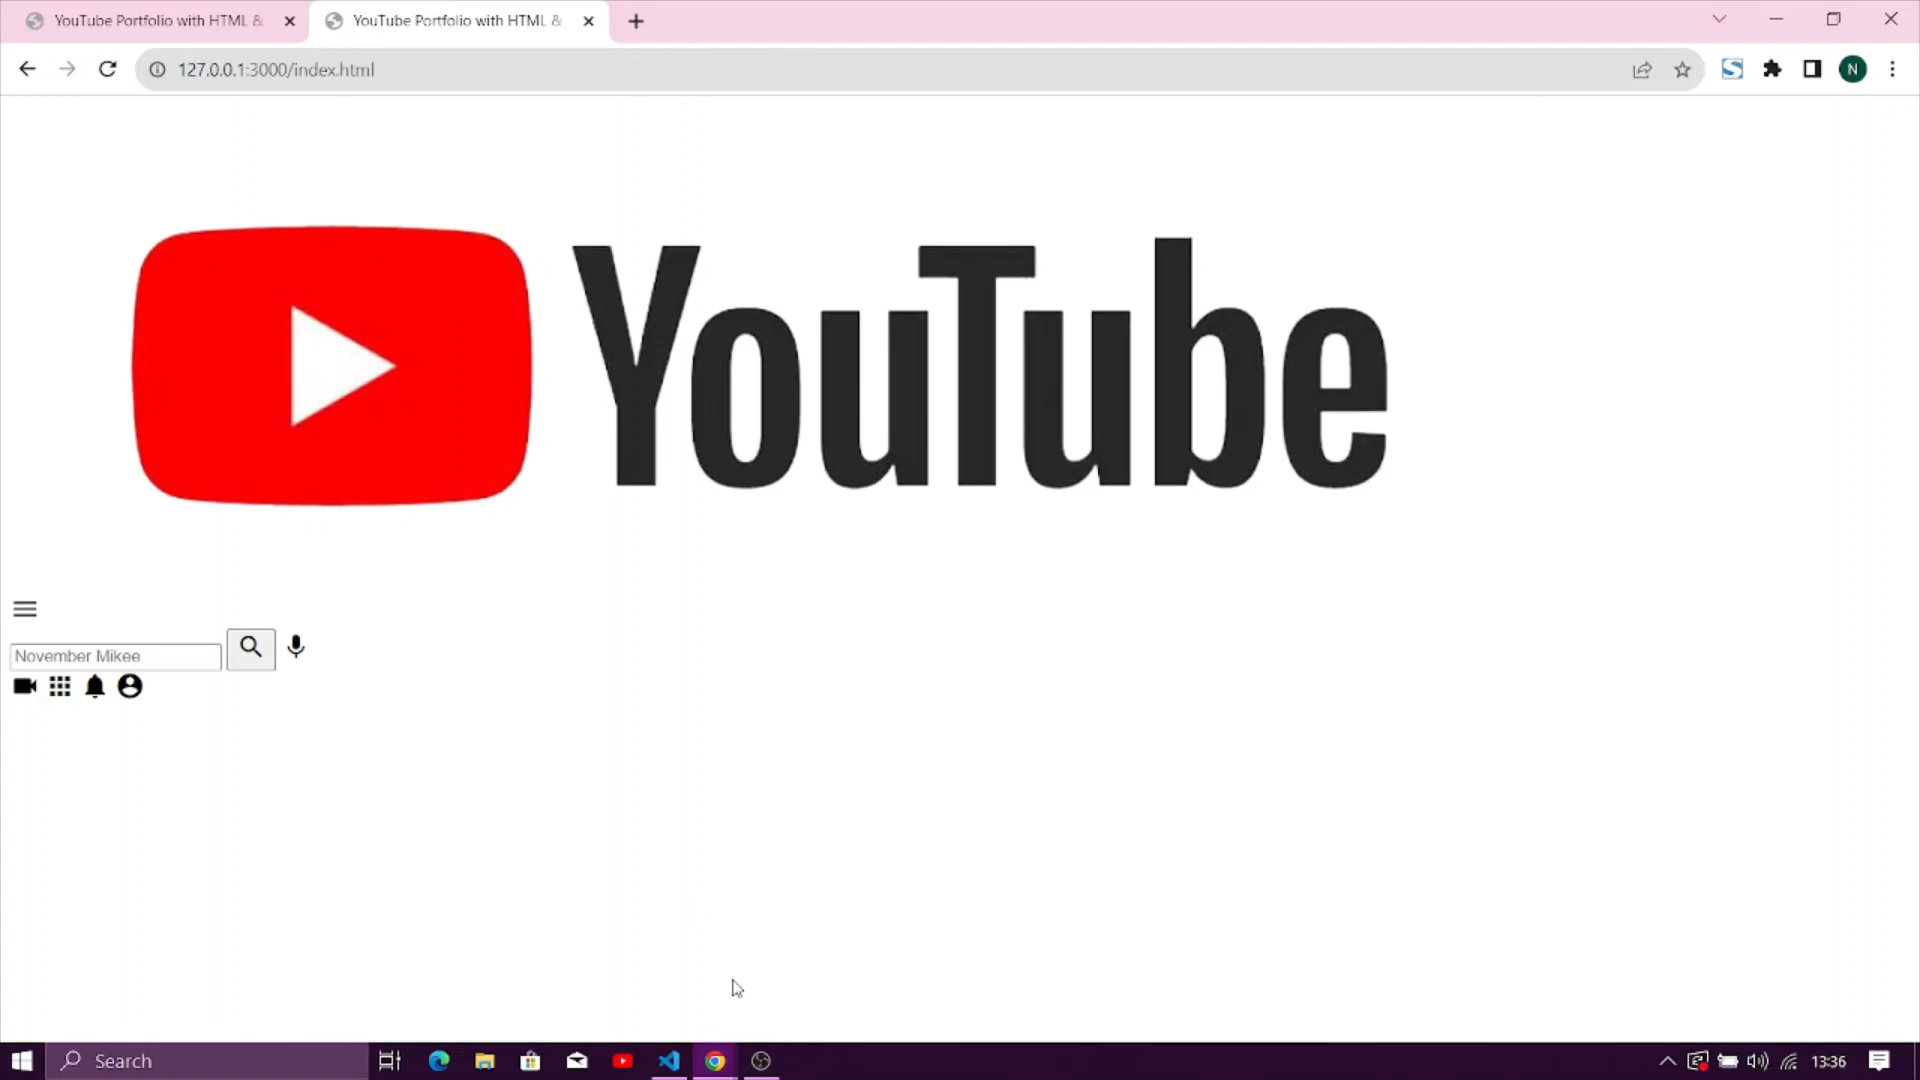 YouTube Portfolio with HTML &
YouTube Portfolio with HTML &
127.0.0.1:3000/index.html
N
YouTube
November Mikee
Search
13:36